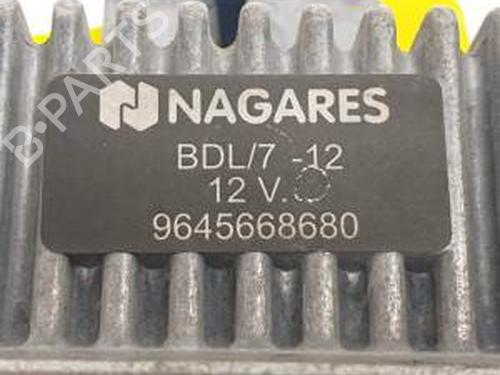 B-PARTS
NAGARES
BDL/7 -12
12 V.
9645668680